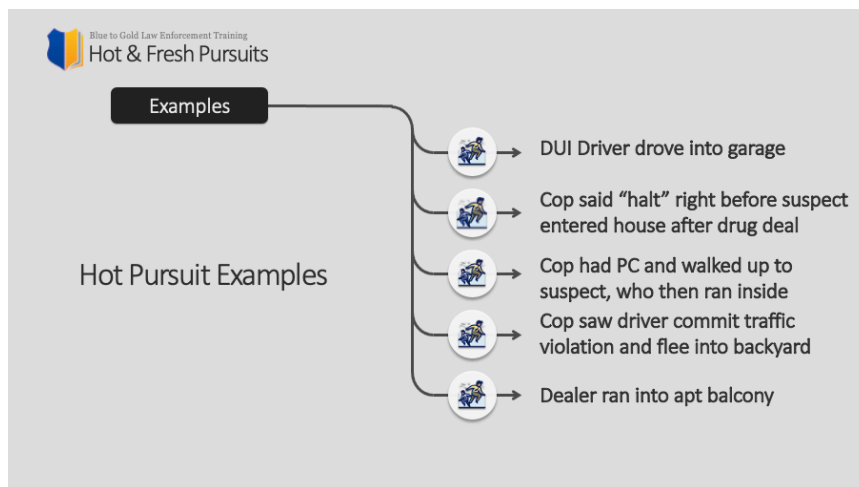 Blue to Gold Law Enforcement Training
Hot & Fresh Pursuits
Examples
DUI Driver drove into garage
Cop said “halt” right before suspect
entered house after drug deal
Hot Pursuit Examples
Cop had PC and walked up to
suspect, who then ran inside
Cop saw driver commit traffic
violation and flee into backyard
Dealer ran into apt balcony